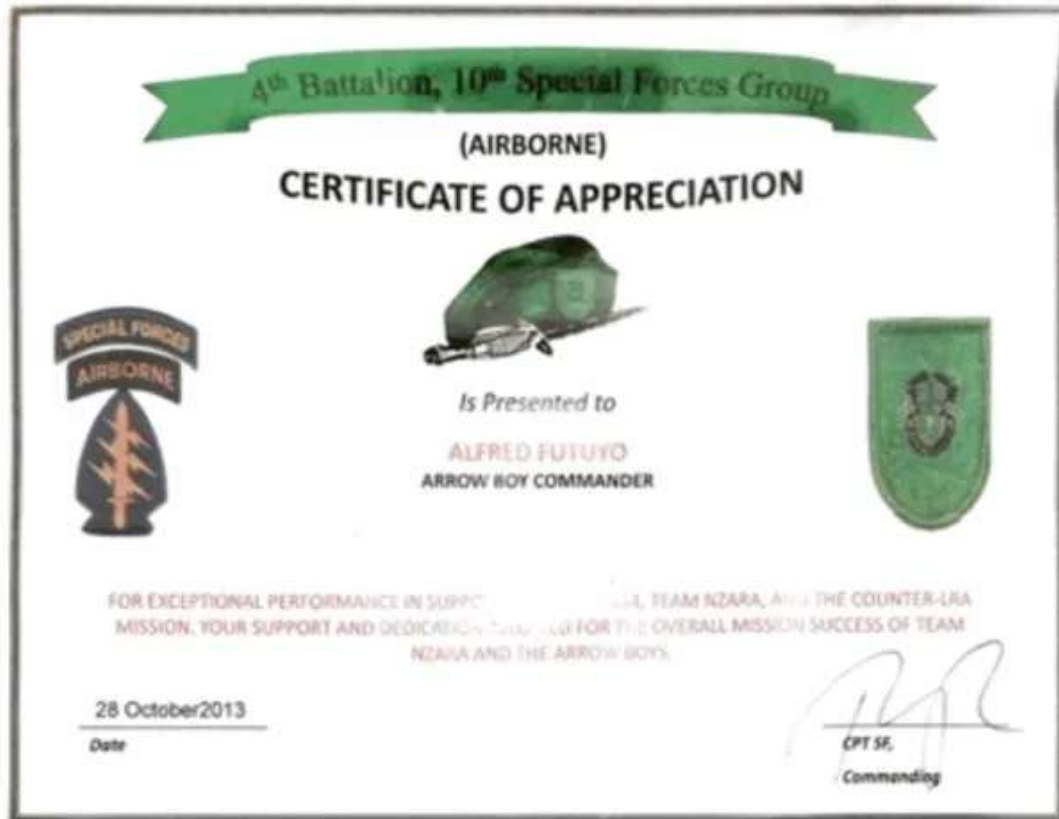 4th Battalion, 10th Special Forces Group
(AIRBORNE)
CERTIFICATE OF APPRECIATION
SPECIAL FORCES
AIRBORNE
Is Presented to
ALFRED FUTUYO
ARROW BOY COMMANDER
FOR EXCEPTIONAL PERFORMANCE IN TEAM NZARA, THE COUNTER-LRA
MISSION. YOUR SUPPORT AND DEDICATION FOR THE OVERALL MISSION SUCCESS OF TEAM
NZARA AND THE ARROW BOYS.
28 October2013
Date
CPT SF,
Commanding